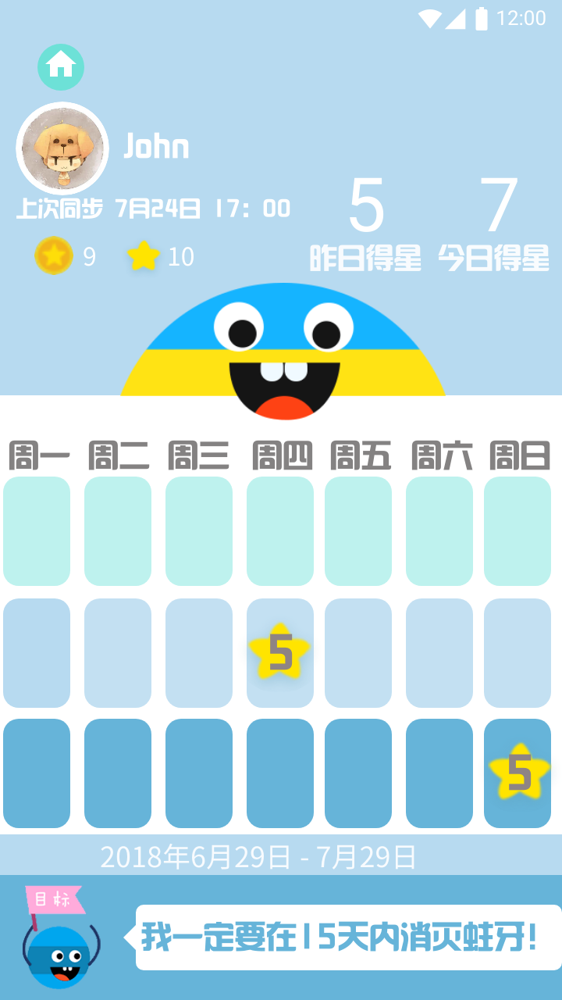 12:00
John
上次同步 7月24日 17：00
5 7
9 10
昨日得星 今日得星
周一 周二 周三 周四 周五 周六 周日
5
5
2018年6月29日 - 7月29日
目标
我一定要在15天内消灭蛀牙！